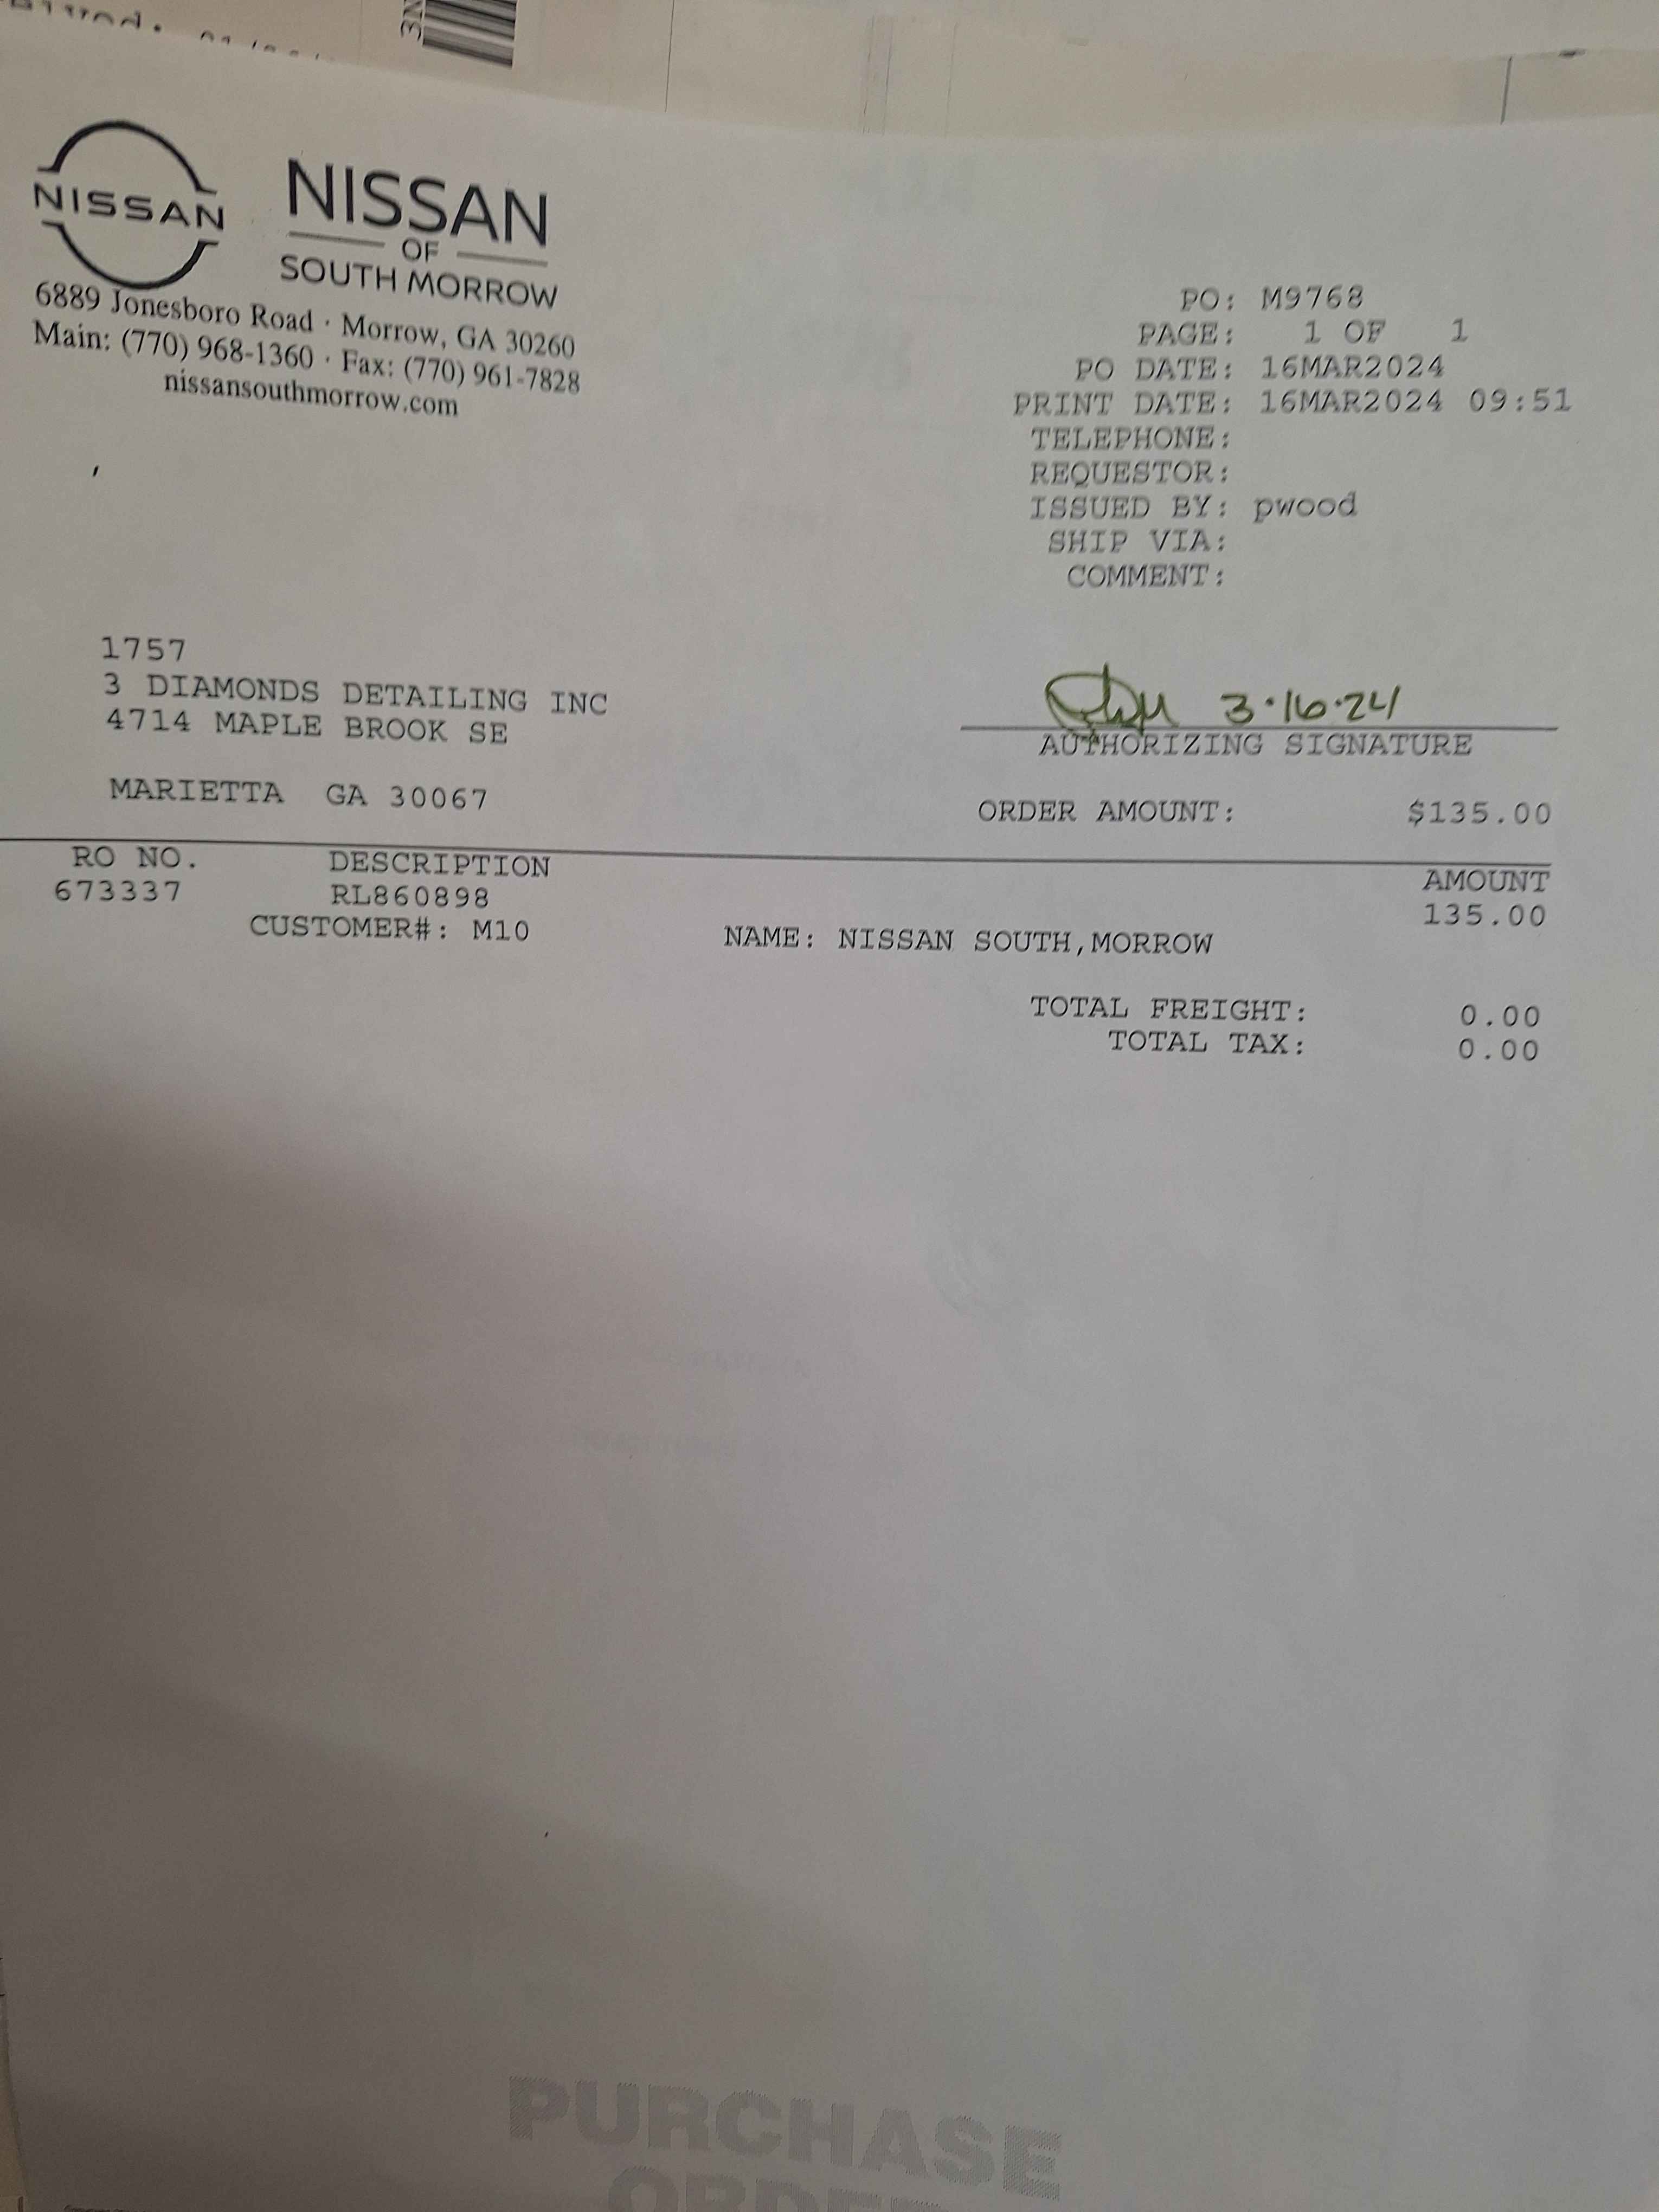 NISSAN
NISSAN
OF
SOUTH MORROW
6889 Jonesboro Road · Morrow, GA 30260
Main: (770) 968-1360 · Fax: (770) 961-7828
nissansouthmorrow.com
PO: M9768
PAGE: 1 OF 1
PO DATE: 16MAR2024
PRINT DATE: 16MAR2024 09:51
TELEPHONE:
REQUESTOR:
ISSUED BY: pwood
SHIP VIA:
COMMENT:
1757
3 DIAMONDS DETAILING INC
4714 MAPLE BROOK SE
MARIETTA GA 30067
3·16·24
AUTHORIZING SIGNATURE
ORDER AMOUNT: $135.00
RO NO. DESCRIPTION AMOUNT
673337 RL860898 135.00
CUSTOMER#: M10 NAME: NISSAN SOUTH,MORROW
TOTAL FREIGHT: 0.00
TOTAL TAX: 0.00
PURCHASE
ORDER